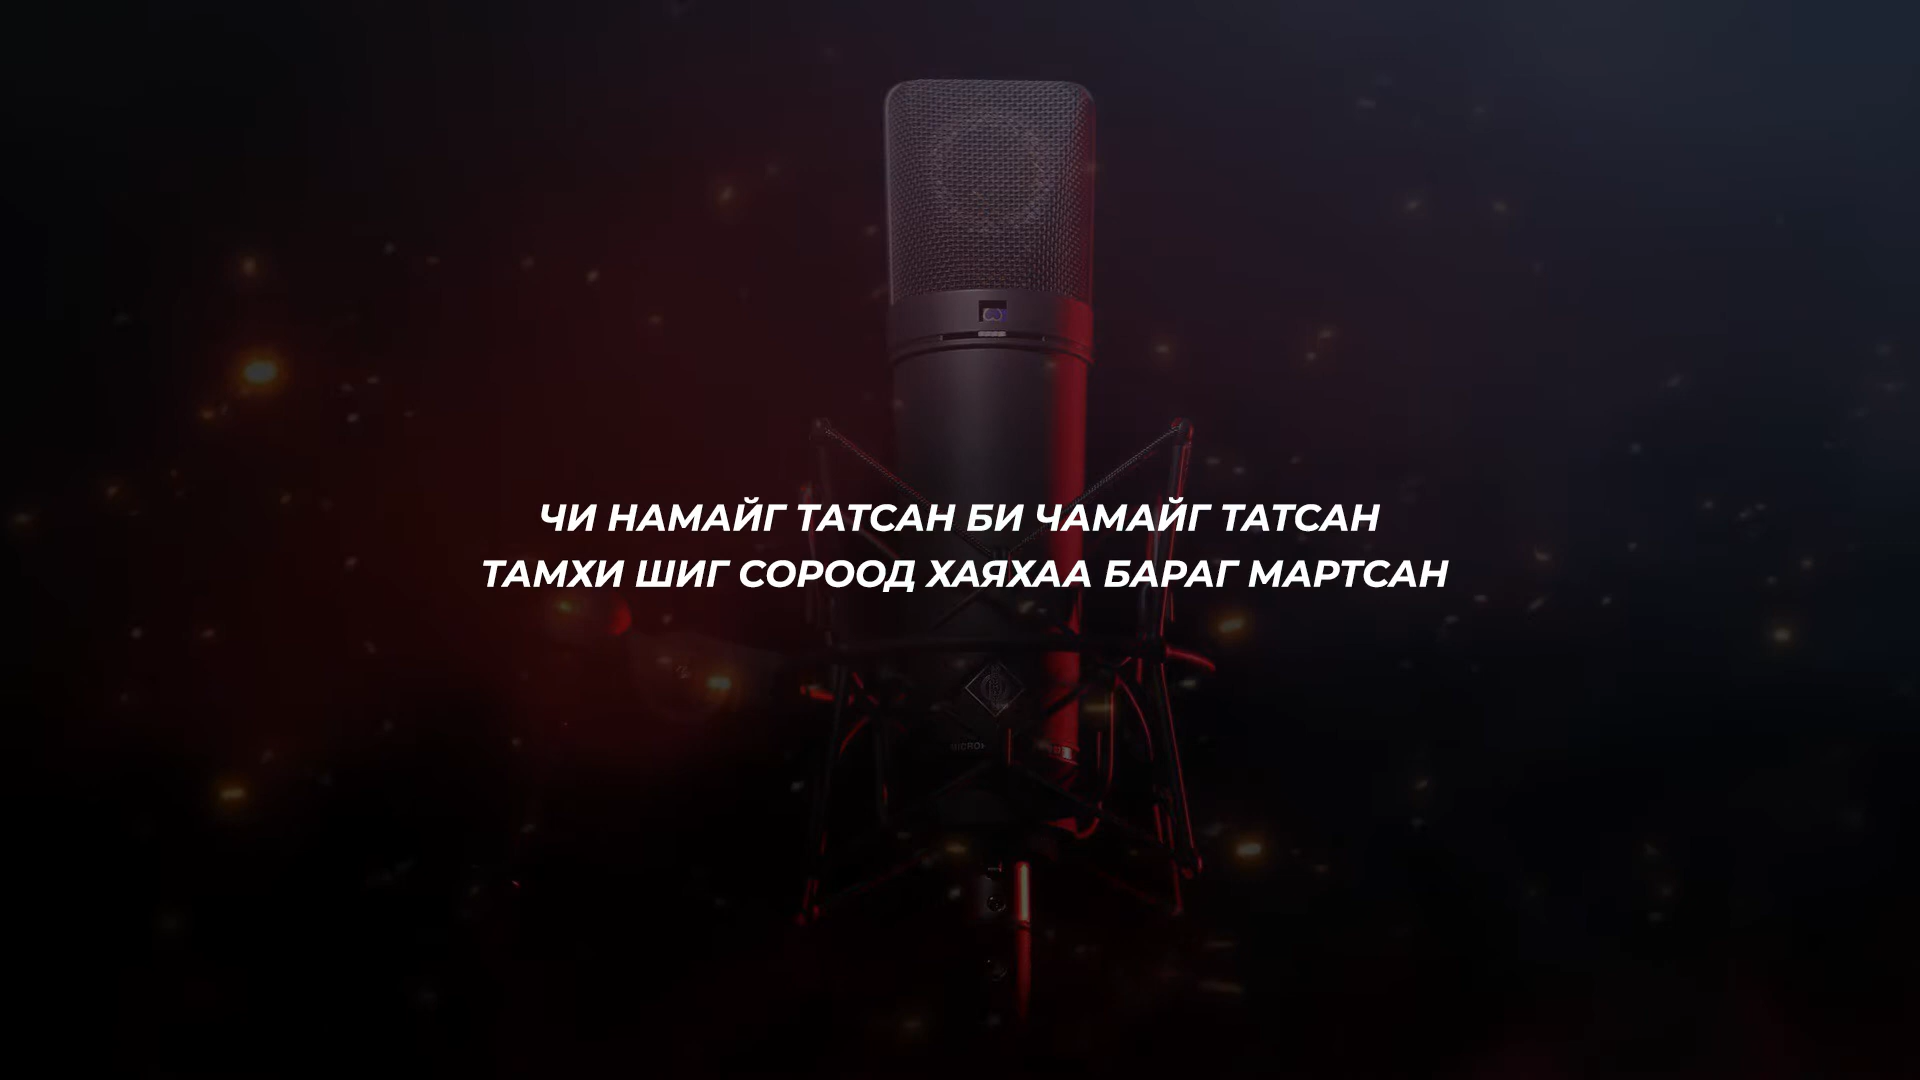 ЧИ НАМАЙГ ТАТСАН БИ ЧАМАЙГ ТАТСАН
ТАМХИ ШИГ СОРООД ХАЯХАА БАРАГ МАРТСАН